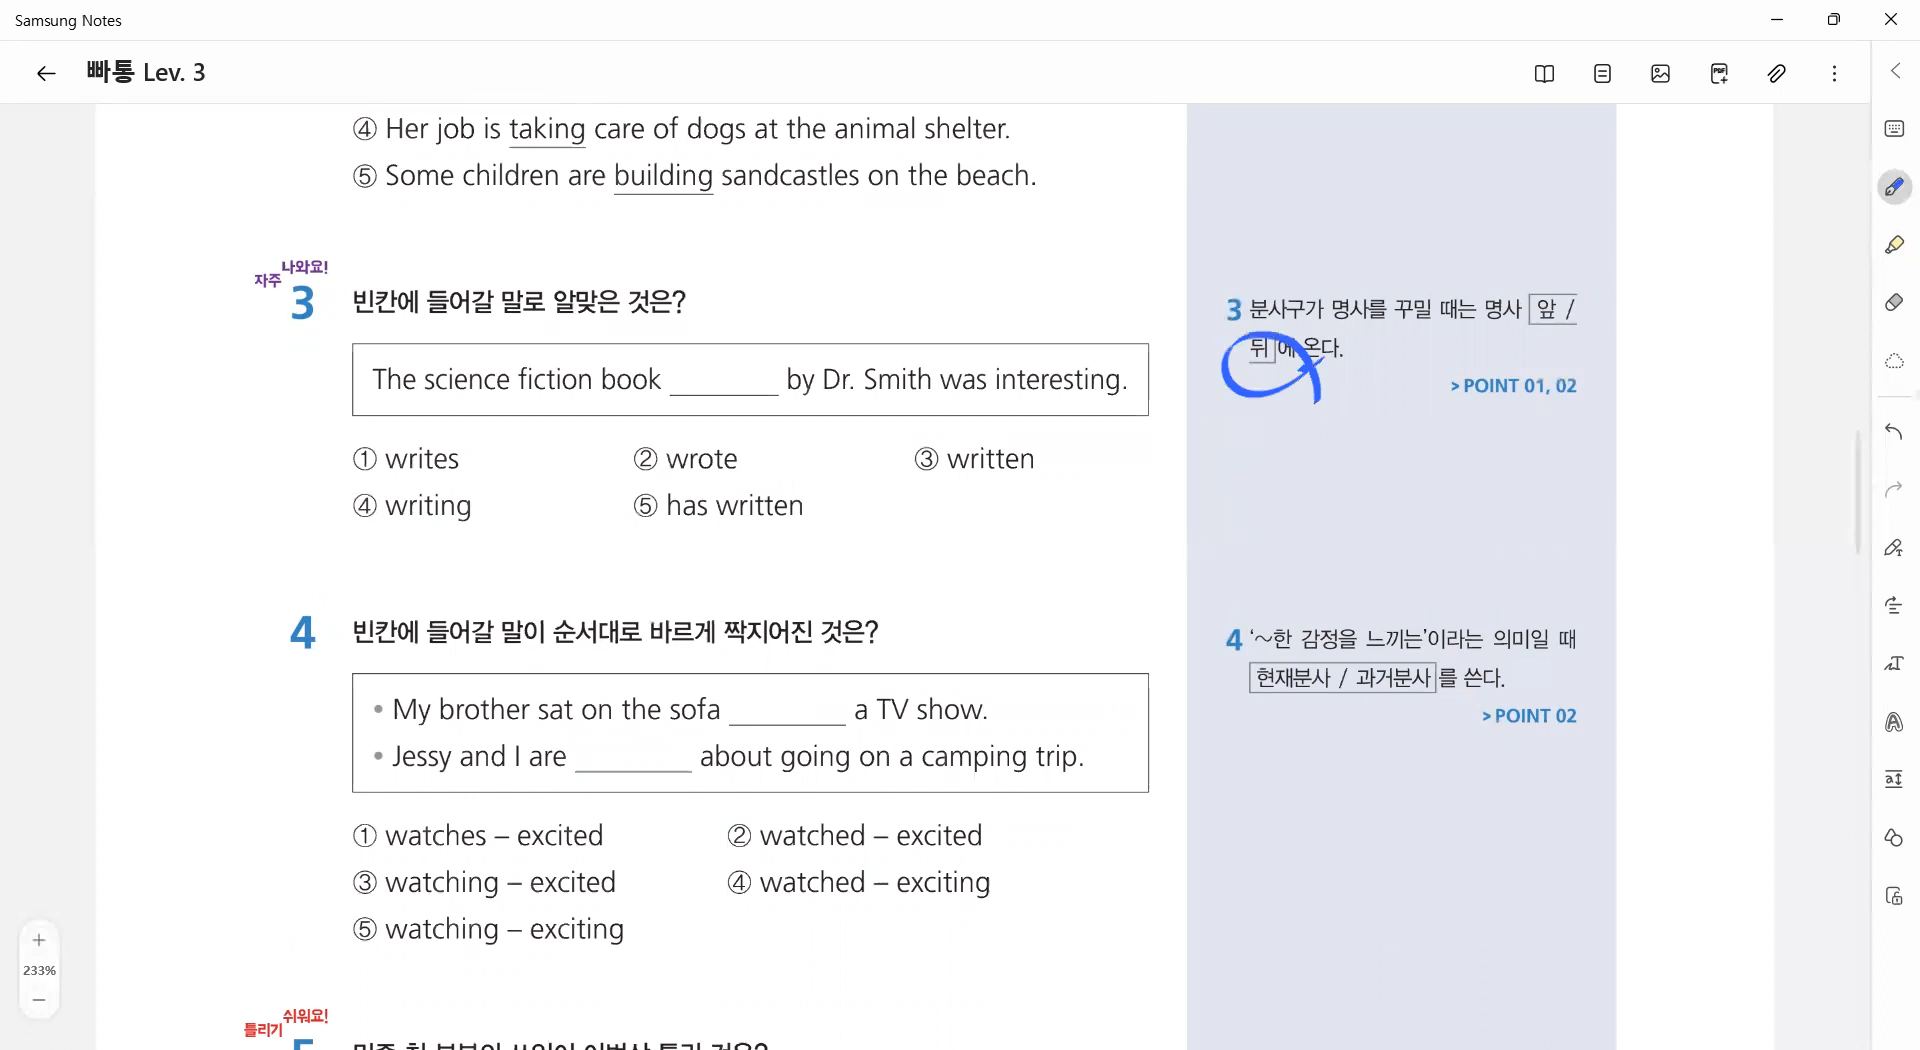 Samsung Notes
빠통 Lev. 3
④ Her job is taking care of dogs at the animal shelter.
⑤ Some children are building sandcastles on the beach.
자주 나와요!
3 빈칸에 들어갈 말로 알맞은 것은?
The science fiction book ________ by Dr. Smith was interesting.
① writes ② wrote ③ written
④ writing ⑤ has written
3 분사구가 명사를 꾸밀 때는 명사 앞 /
뒤 에 온다.
> POINT 01, 02
4 빈칸에 들어갈 말이 순서대로 바르게 짝지어진 것은?
• My brother sat on the sofa ________ a TV show.
• Jessy and I are ________ about going on a camping trip.
① watches – excited ② watched – excited
③ watching – excited ④ watched – exciting
⑤ watching – exciting
4 ‘~한 감정을 느끼는’이라는 의미일 때
현재분사 / 과거분사 를 쓴다.
> POINT 02
233%
틀리기 쉬워요!